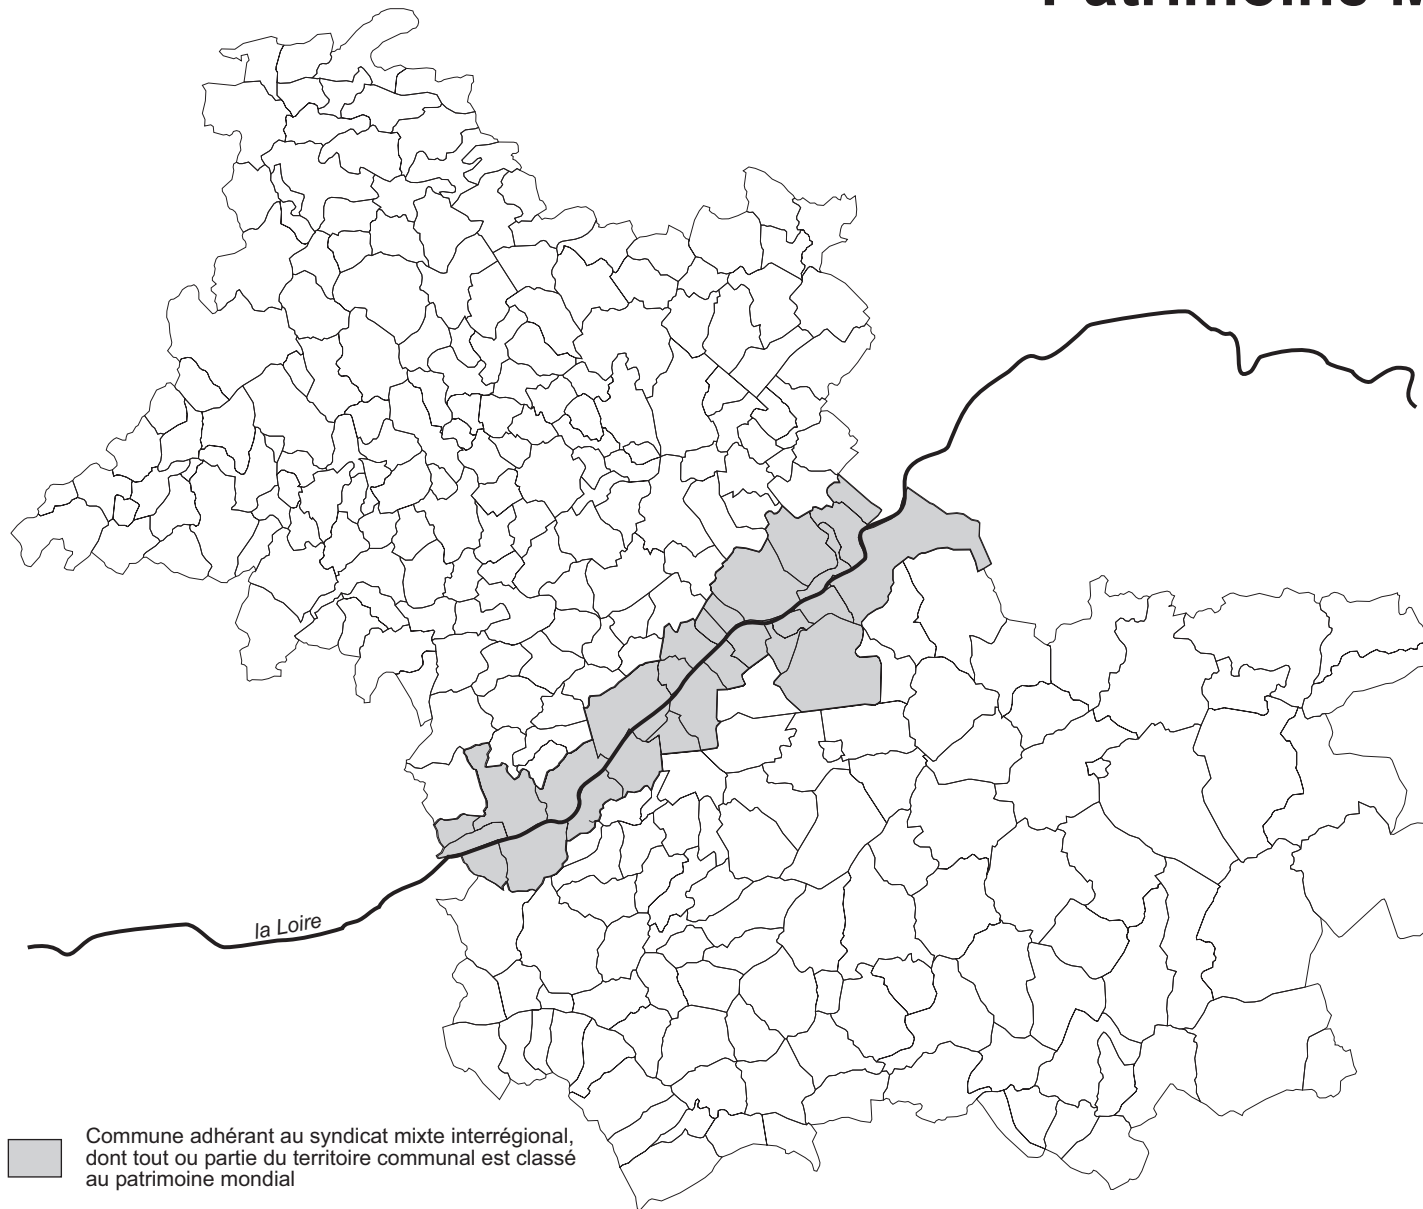 Patrimoine M
la Loire
Commune adhérant au syndicat mixte interrégional,
dont tout ou partie du territoire communal est classé
au patrimoine mondial